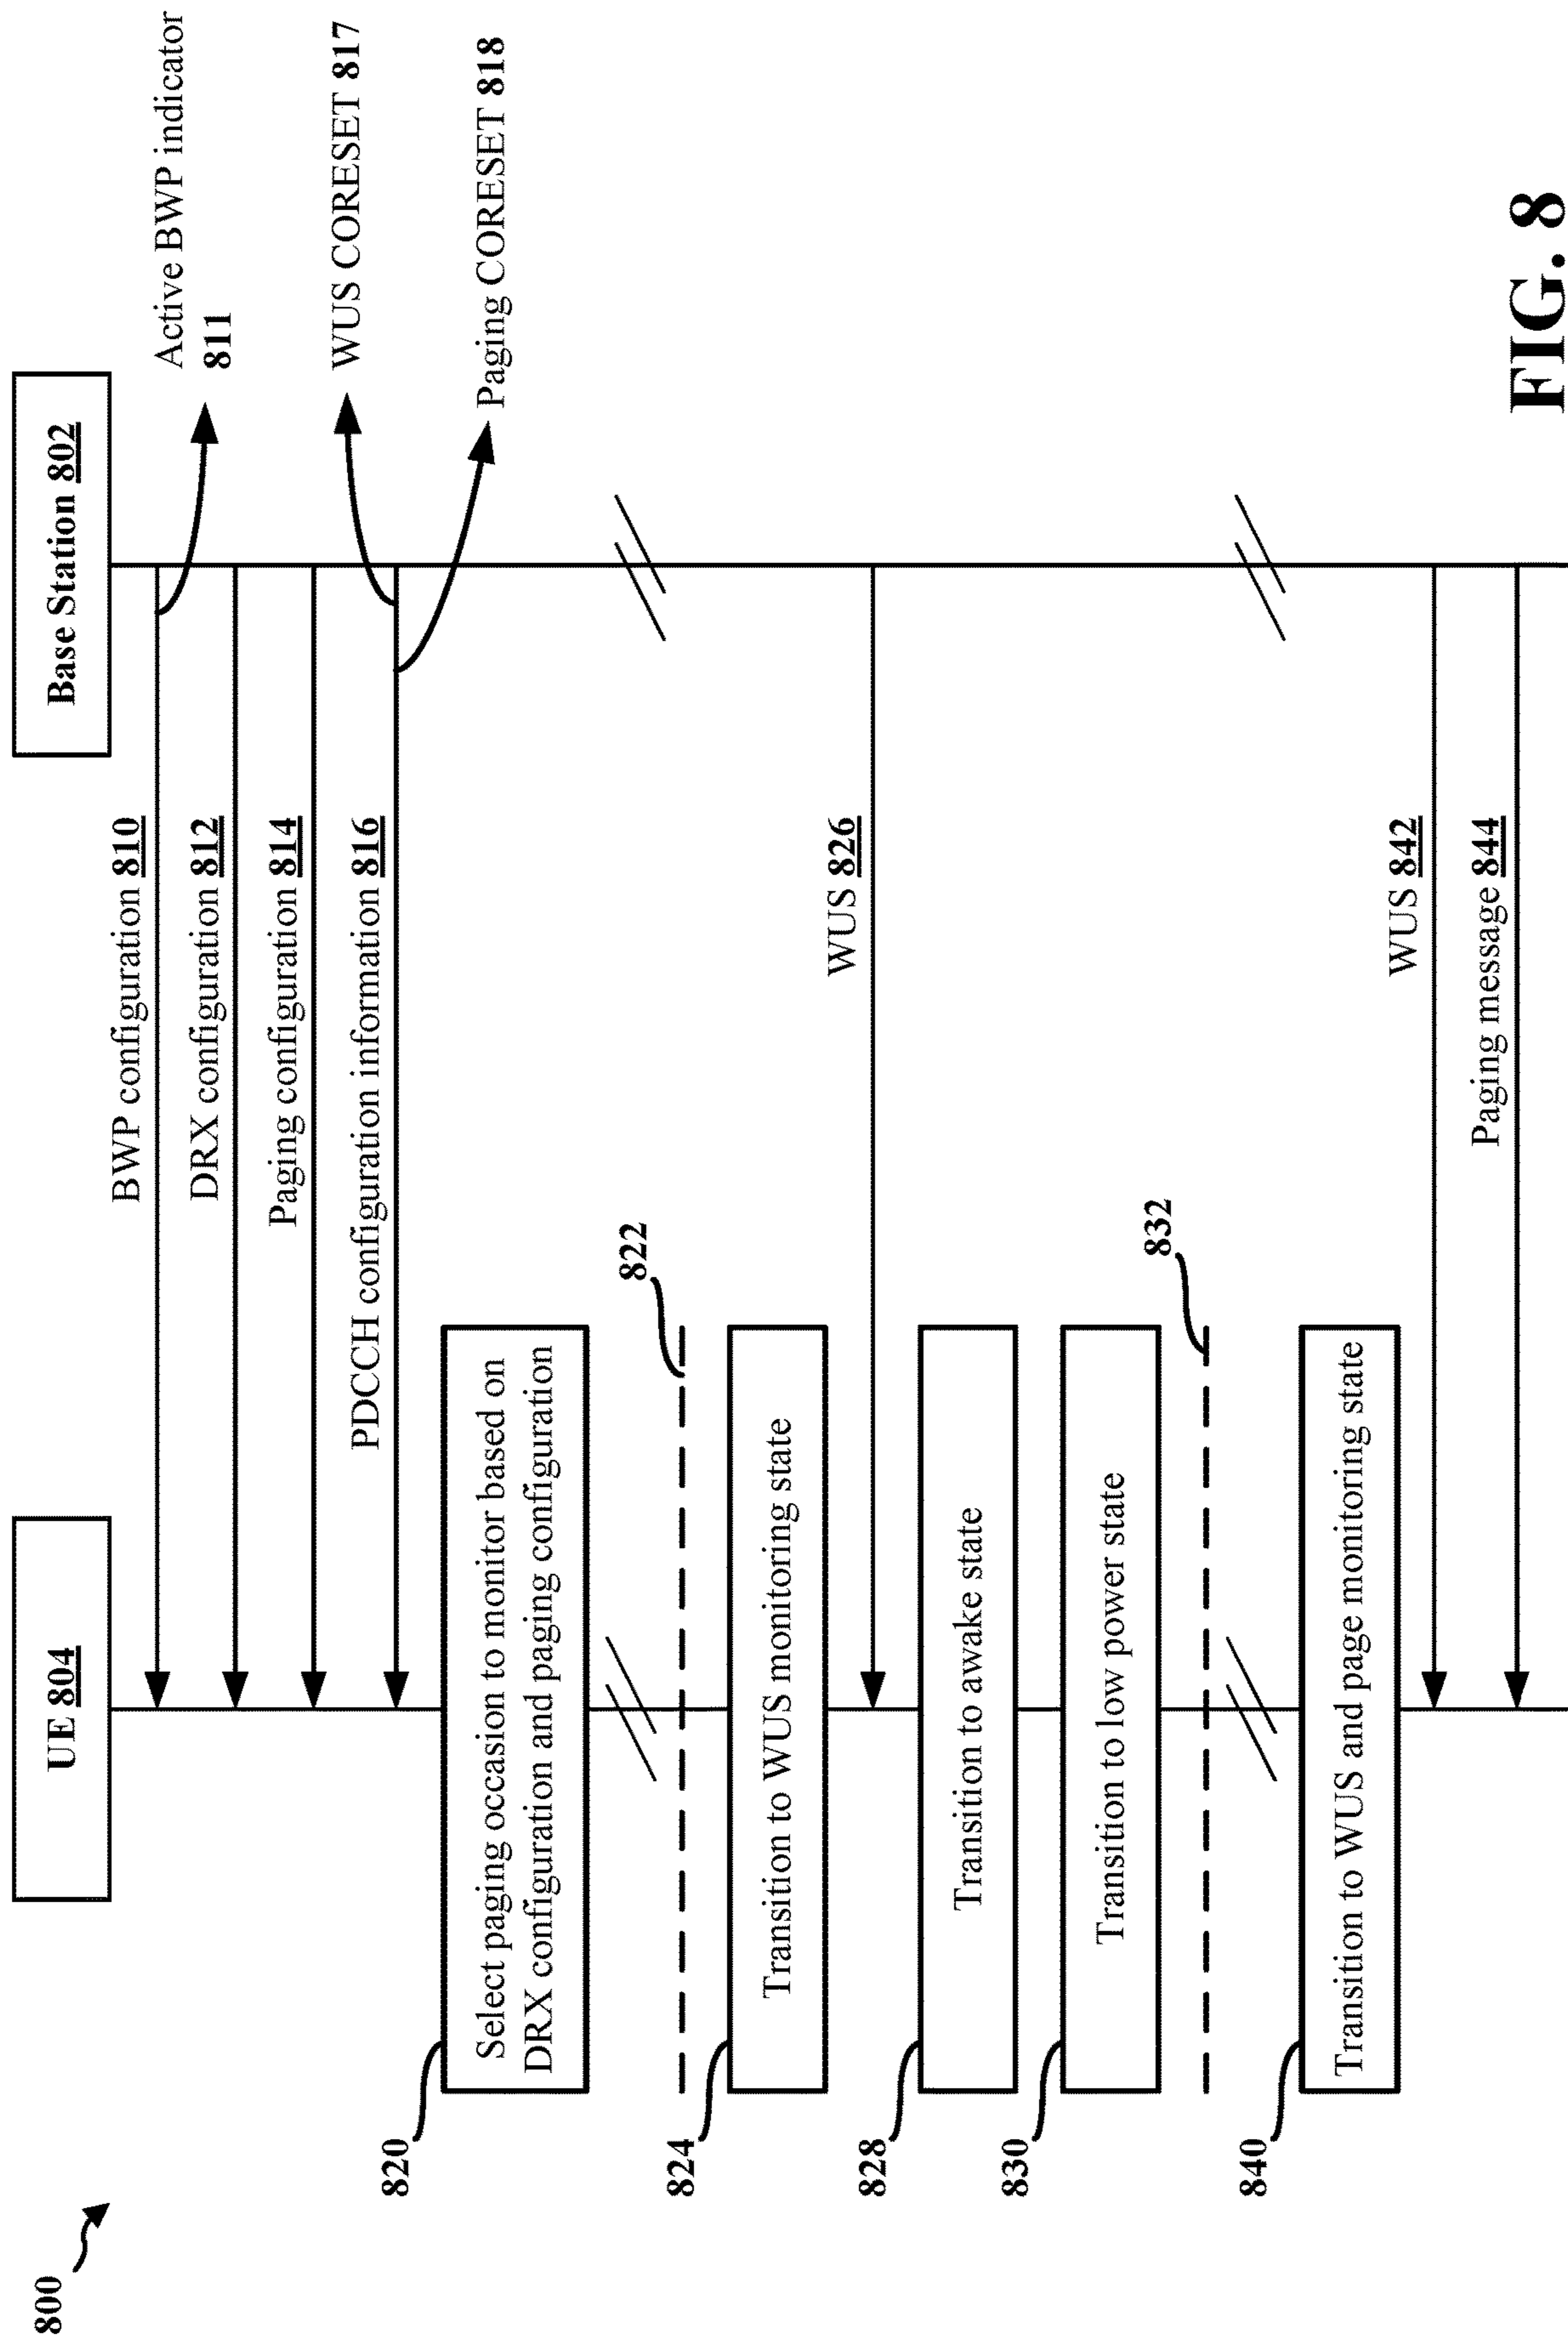 800
UE 804
Base Station 802
BWP configuration 810
Active BWP indicator
811
DRX configuration 812
Paging configuration 814
PDCCH configuration information 816
WUS CORESET 817
Paging CORESET 818
820
Select paging occasion to monitor based on
DRX configuration and paging configuration
822
824
Transition to WUS monitoring state
WUS 826
828
Transition to awake state
830
Transition to low power state
832
840
Transition to WUS and page monitoring state
WUS 842
Paging message 844
FIG. 8